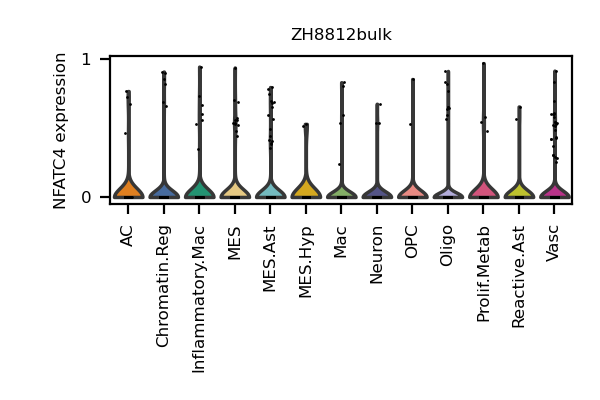 ZH8812bulk
NFATC4 expression
1
0
AC
Chromatin.Reg
Inflammatory.Mac
MES
MES.Ast
MES.Hyp
Mac
Neuron
OPC
Oligo
Prolif.Metab
Reactive.Ast
Vasc